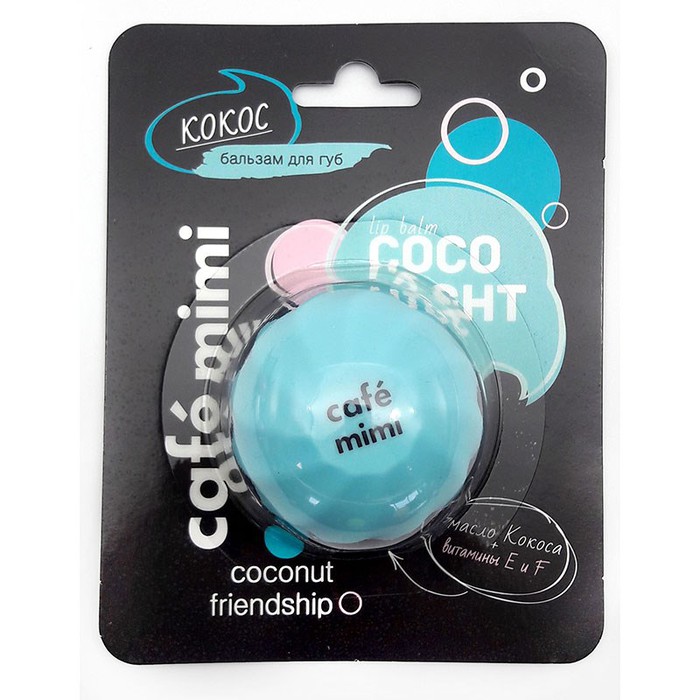 КОКОС
бальзам для губ
café mimi
lip balm
COCO
café
mimi
масло Кокоса
+
витамины Е и F
coconut
friendship